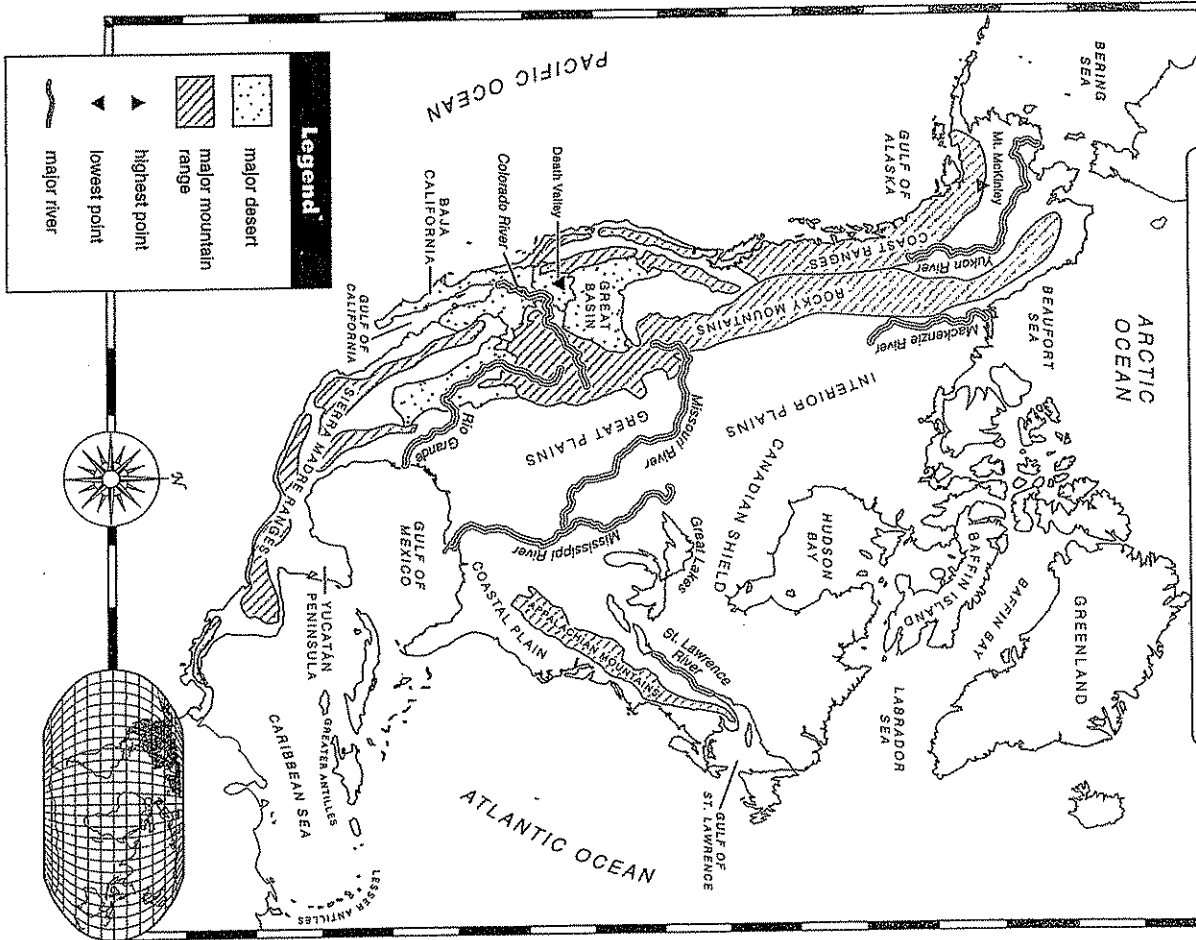 BERING
SEA
ARCTIC
OCEAN
BEAUFORT
SEA
GREENLAND
BAFFIN BAY
BAFFIN ISLAND
Mt. McKinley
Yukon River
GULF OF
ALASKA
COAST RANGES
ROCKY MOUNTAINS
Mackenzie River
INTERIOR PLAINS
CANADIAN SHIELD
HUDSON
BAY
LABRADOR
SEA
PACIFIC OCEAN
GREAT
BASIN
Death Valley
Colorado River
Missouri River
GREAT PLAINS
Great Lakes
St. Lawrence
River
GULF OF
ST. LAWRENCE
BAJA
CALIFORNIA
GULF OF
CALIFORNIA
Rio Grande
Mississippi River
APPALACHIAN MOUNTAINS
COASTAL PLAIN
ATLANTIC OCEAN
SIERRA MADRE RANGES
GULF OF
MEXICO
YUCATÁN
PENINSULA
GREATER ANTILLES
CARIBBEAN SEA
LESSER ANTILLES
Legend
major desert
major mountain
range
highest point
lowest point
major river
N